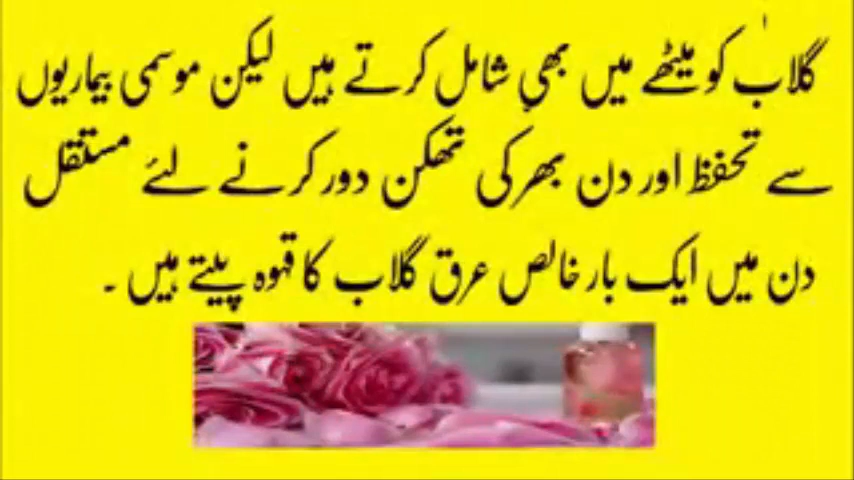 گلاب کو میٹھے میں بھی شامل کرتے ہیں لیکن موسمی بیماریوں
سے تحفظ اور دن بھر کی تھکن دور کرنے لئے مستقل
دن میں ایک بار خالص عرق گلاب کا قہوہ پیتے ہیں۔